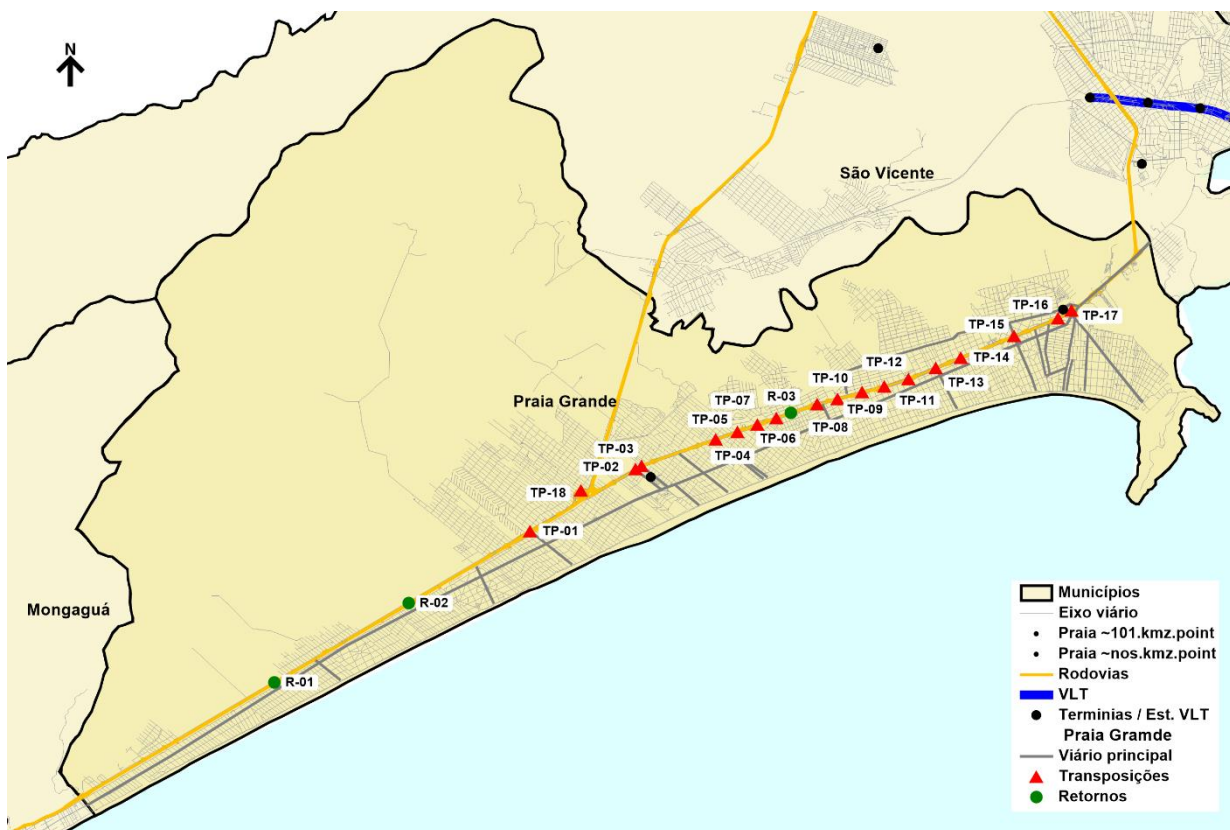 N
São Vicente
TP-16
TP-17
TP-15
TP-12
TP-14
TP-10
TP-13
R-03
TP-11
TP-07
TP-09
Praia Grande
TP-05
TP-08
TP-06
TP-03
TP-04
TP-02
TP-18
TP-01
R-02
Mongaguá
R-01
Municípios
Eixo viário
Praia ~101.kmz.point
Praia ~nos.kmz.point
Rodovias
VLT
Terminias / Est. VLT
Praia Gramde
Viário principal
Transposições
Retornos